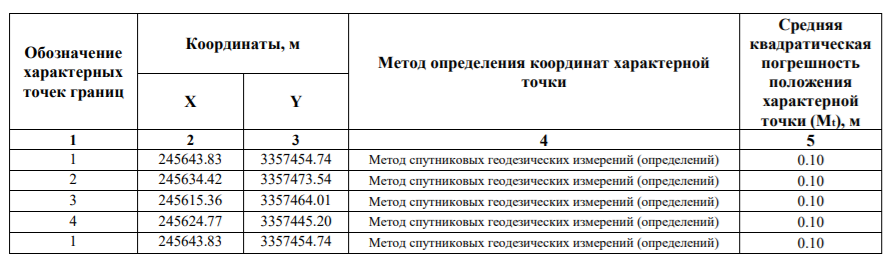 Обозначение
характерных
точек границ
Координаты, м
X
Y
Метод определения координат характерной
точки
Средняя
квадратическая
погрешность
положения
характерной
точки (Mt), м
1 2 3 4 5
1 245643.83 3357454.74 Метод спутниковых геодезических измерений (определений) 0.10
2 245634.42 3357473.54 Метод спутниковых геодезических измерений (определений) 0.10
3 245615.36 3357464.01 Метод спутниковых геодезических измерений (определений) 0.10
4 245624.77 3357445.20 Метод спутниковых геодезических измерений (определений) 0.10
1 245643.83 3357454.74 Метод спутниковых геодезических измерений (определений) 0.10